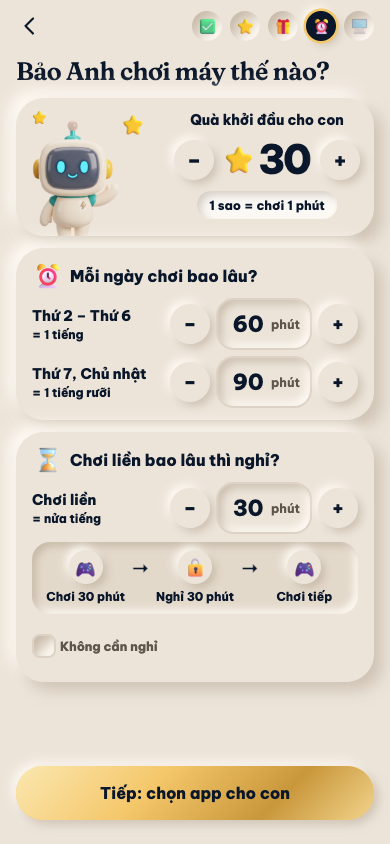 Bảo Anh chơi máy thế nào?
Quà khởi đầu cho con
– 30 +
1 sao = chơi 1 phút
Mỗi ngày chơi bao lâu?
Thứ 2 – Thứ 6
= 1 tiếng
– 60 phút +
Thứ 7, Chủ nhật
= 1 tiếng rưỡi
– 90 phút +
Chơi liền bao lâu thì nghỉ?
Chơi liền
= nửa tiếng
– 30 phút +
→ →
Chơi 30 phút Nghỉ 30 phút Chơi tiếp
Không cần nghỉ
Tiếp: chọn app cho con